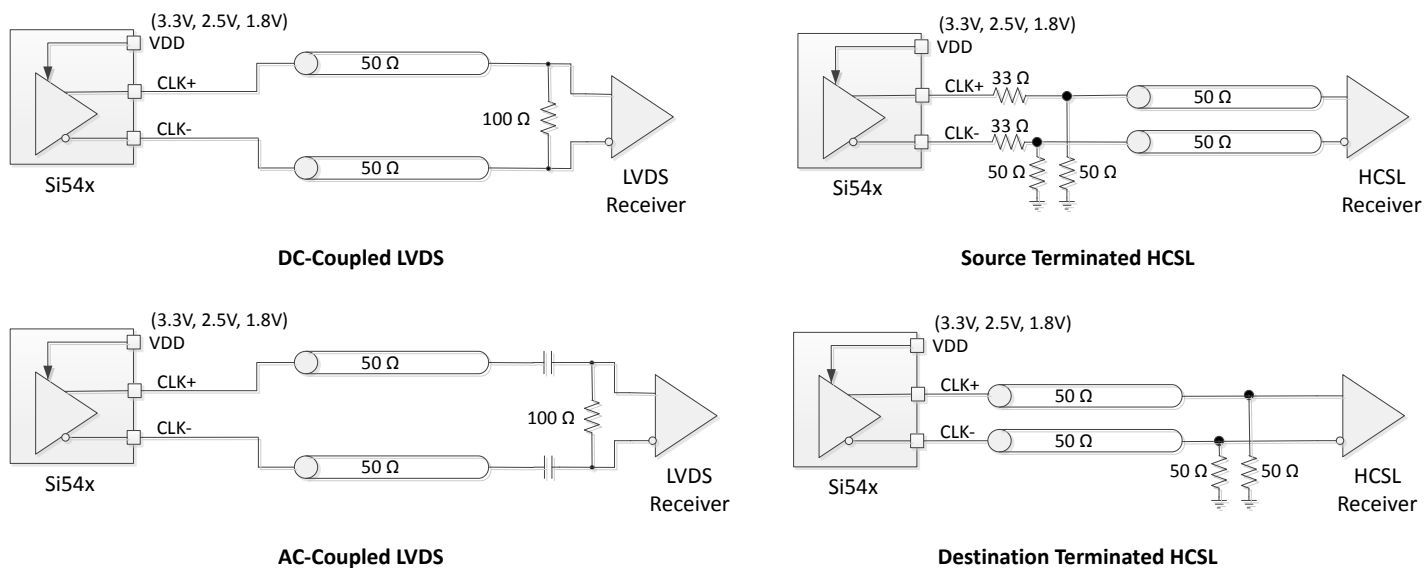 (3.3V, 2.5V, 1.8V)
VDD
CLK+
50 Ω
100 Ω
CLK-
50 Ω
Si54x
LVDS
Receiver
DC-Coupled LVDS
(3.3V, 2.5V, 1.8V)
VDD
CLK+
33 Ω
50 Ω
CLK-
33 Ω
50 Ω
50 Ω
50 Ω
Si54x
HCSL
Receiver
Source Terminated HCSL
(3.3V, 2.5V, 1.8V)
VDD
CLK+
50 Ω
100 Ω
CLK-
50 Ω
Si54x
LVDS
Receiver
AC-Coupled LVDS
(3.3V, 2.5V, 1.8V)
VDD
CLK+
50 Ω
CLK-
50 Ω
50 Ω
50 Ω
Si54x
HCSL
Receiver
Destination Terminated HCSL